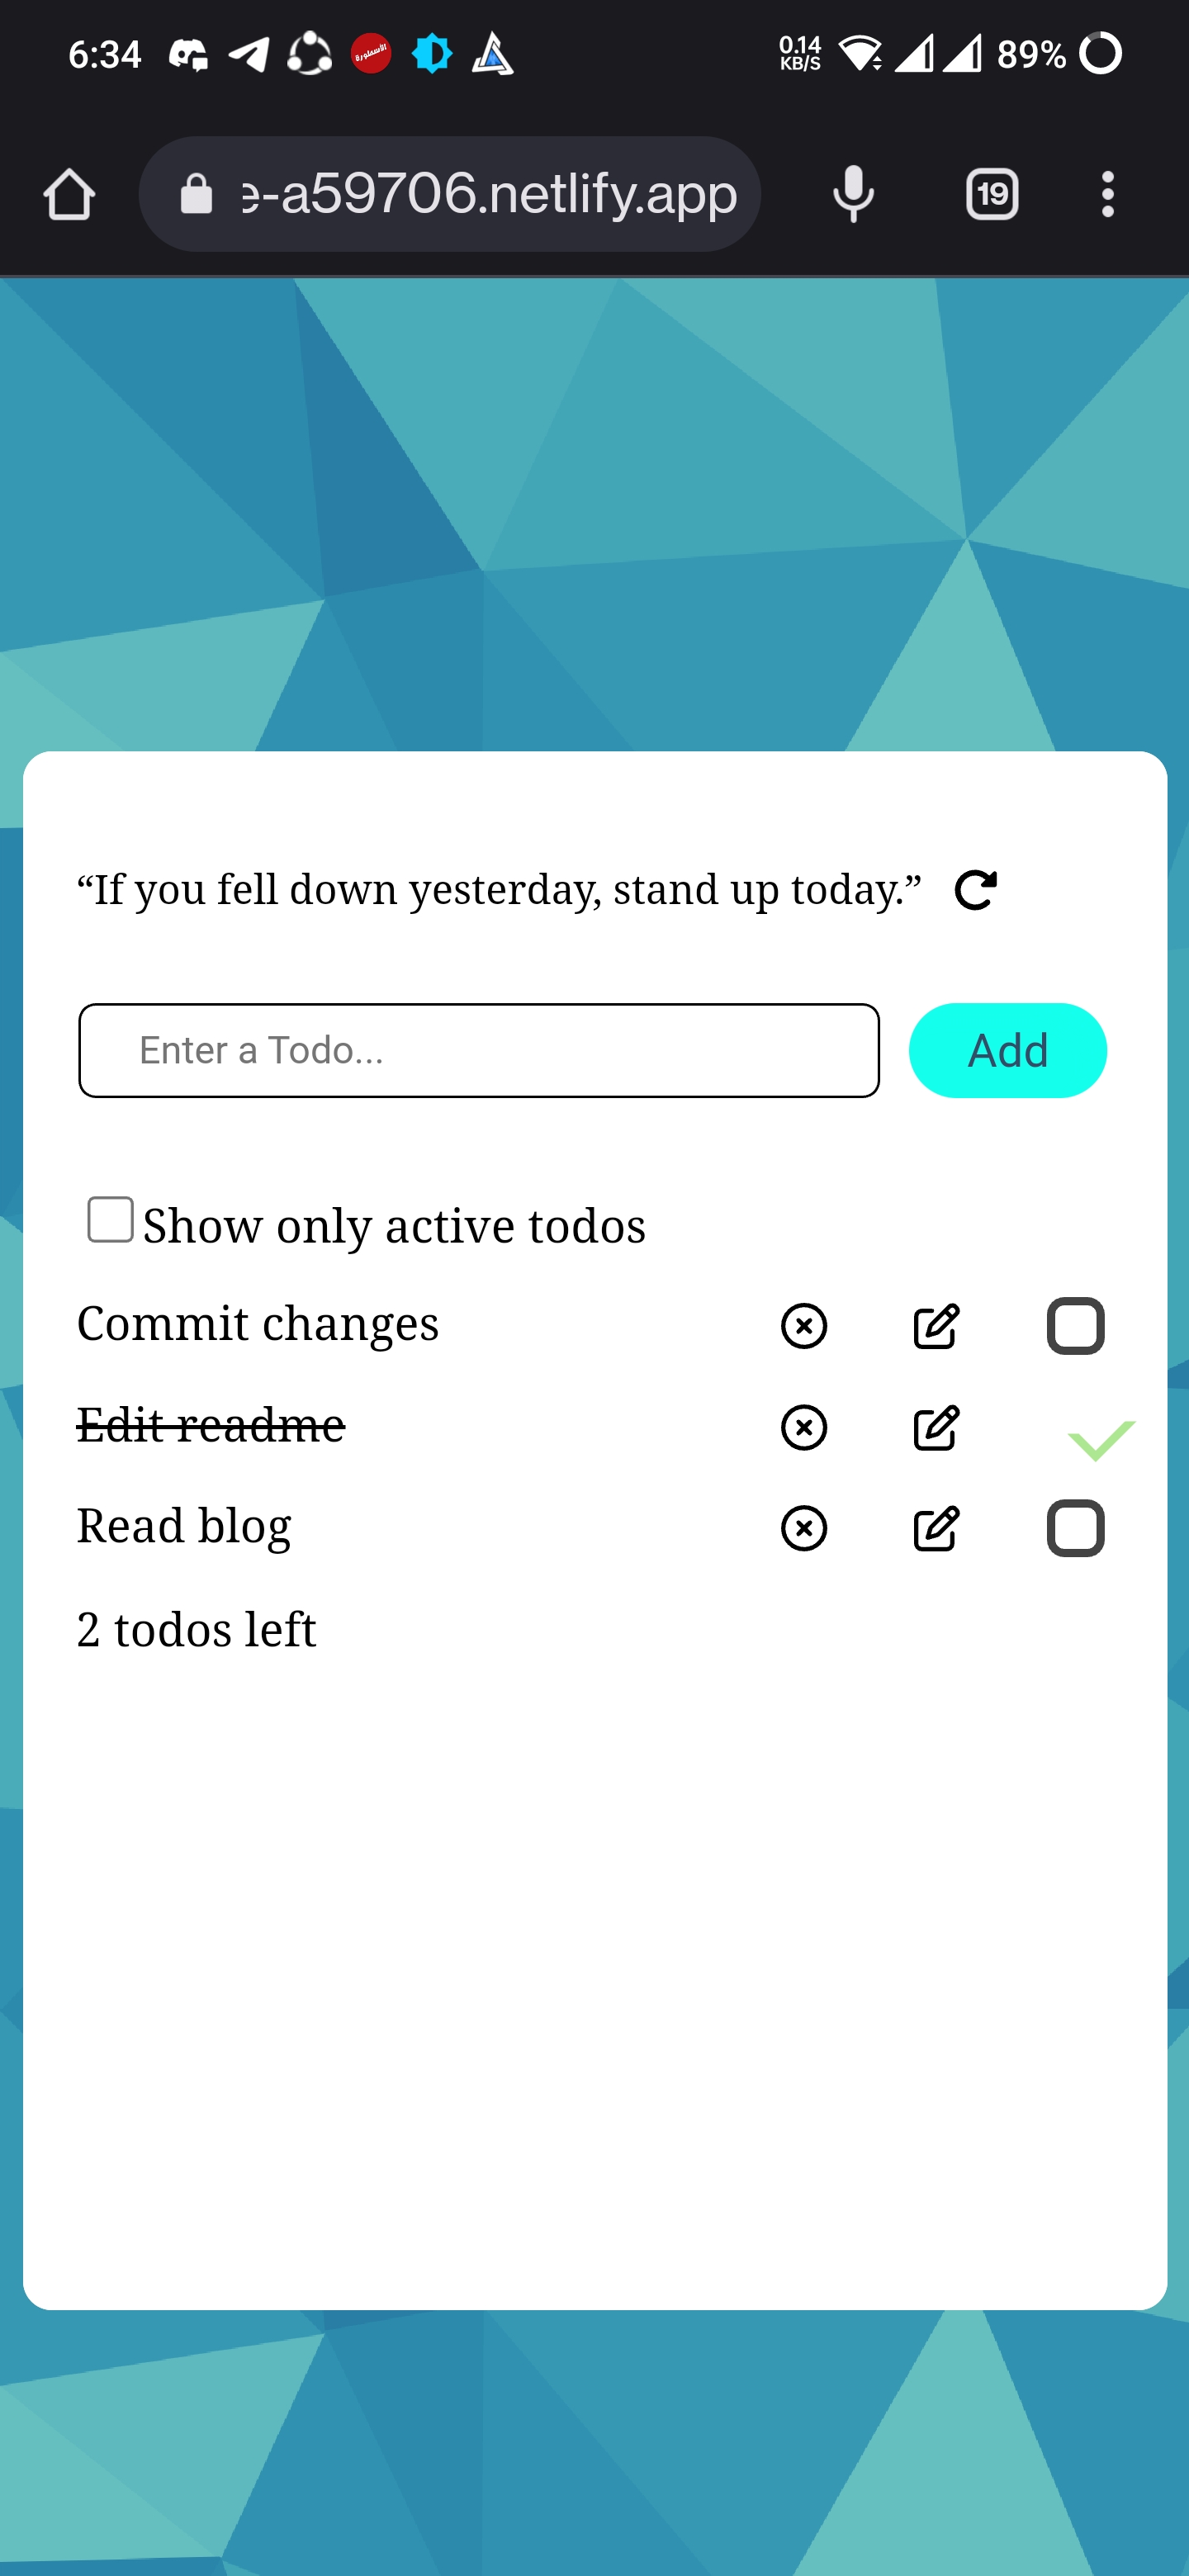 6:34
0.14
KB/S
89%
e-a59706.netlify.app
19
“If you fell down yesterday, stand up today.”
Enter a Todo...
Add
Show only active todos
Commit changes
Edit readme
Read blog
2 todos left